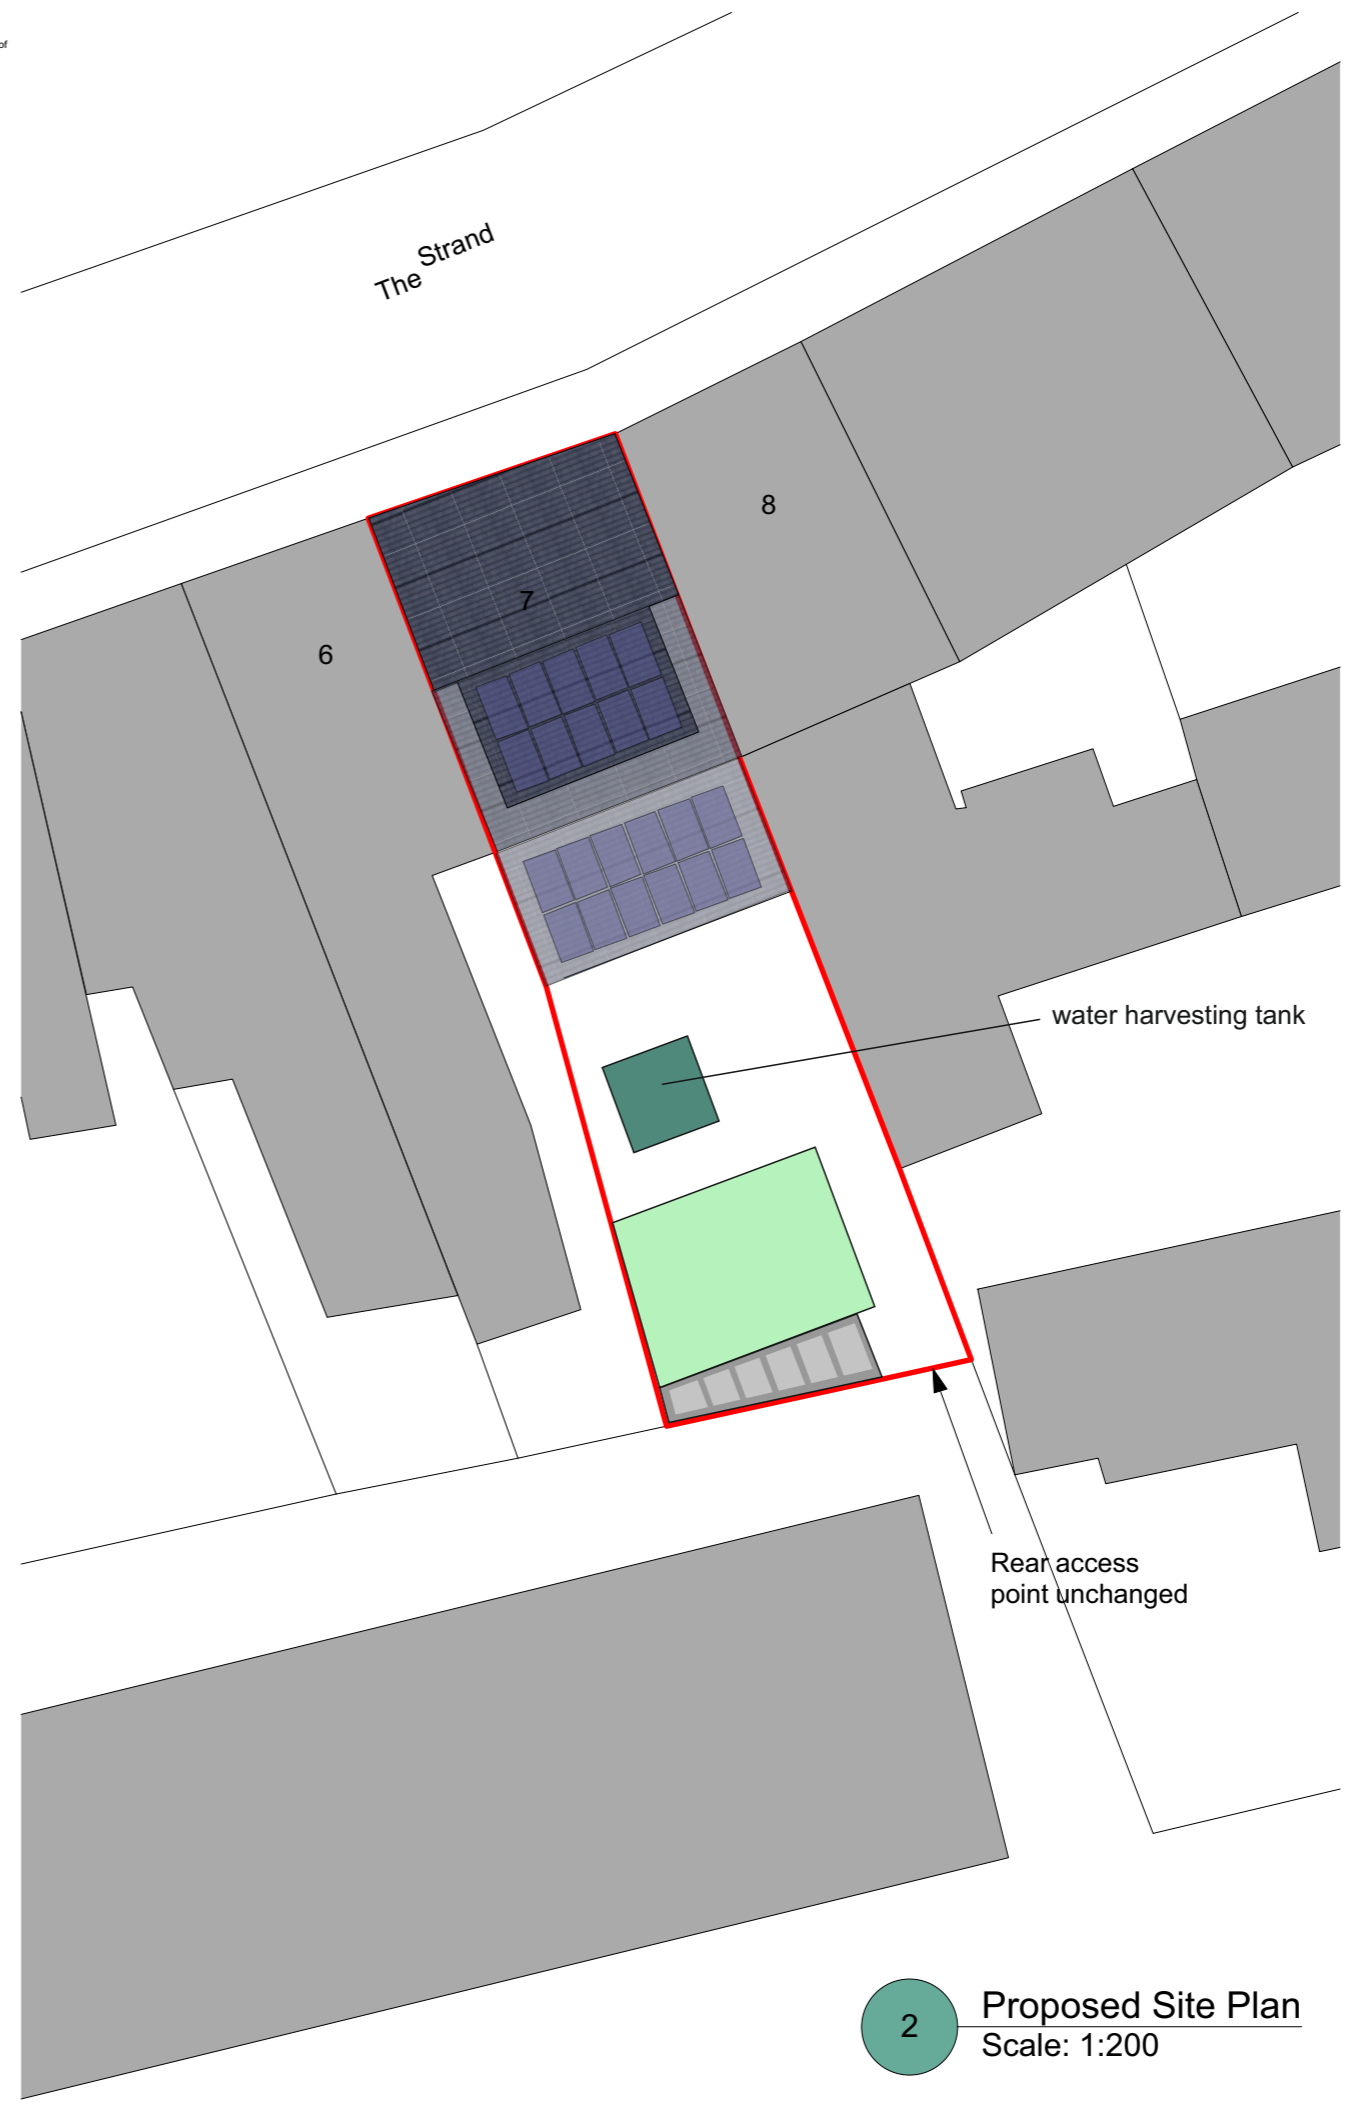 of
The Strand
8
7
6
water harvesting tank
Rear access
point unchanged
2
Proposed Site Plan
Scale: 1:200